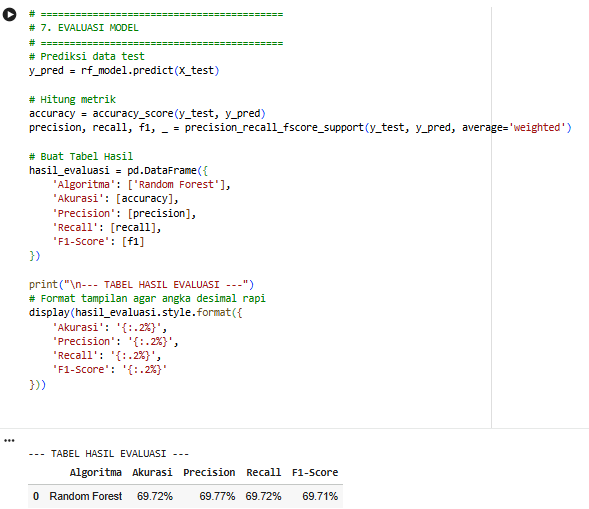 # ==========================================
# 7. EVALUASI MODEL
# ==========================================
# Prediksi data test
y_pred = rf_model.predict(X_test)
# Hitung metrik
accuracy = accuracy_score(y_test, y_pred)
precision, recall, f1, _ = precision_recall_fscore_support(y_test, y_pred, average='weighted')
# Buat Tabel Hasil
hasil_evaluasi = pd.DataFrame({
    'Algoritma': ['Random Forest'],
    'Akurasi': [accuracy],
    'Precision': [precision],
    'Recall': [recall],
    'F1-Score': [f1]
})
print("\n--- TABEL HASIL EVALUASI ---")
# Format tampilan agar angka desimal rapi
display(hasil_evaluasi.style.format({
    'Akurasi': '{:.2%}',
    'Precision': '{:.2%}',
    'Recall': '{:.2%}',
    'F1-Score': '{:.2%}'
}))
--- TABEL HASIL EVALUASI ---
Algoritma Akurasi Precision Recall F1-Score
0 Random Forest 69.72% 69.77% 69.72% 69.71%